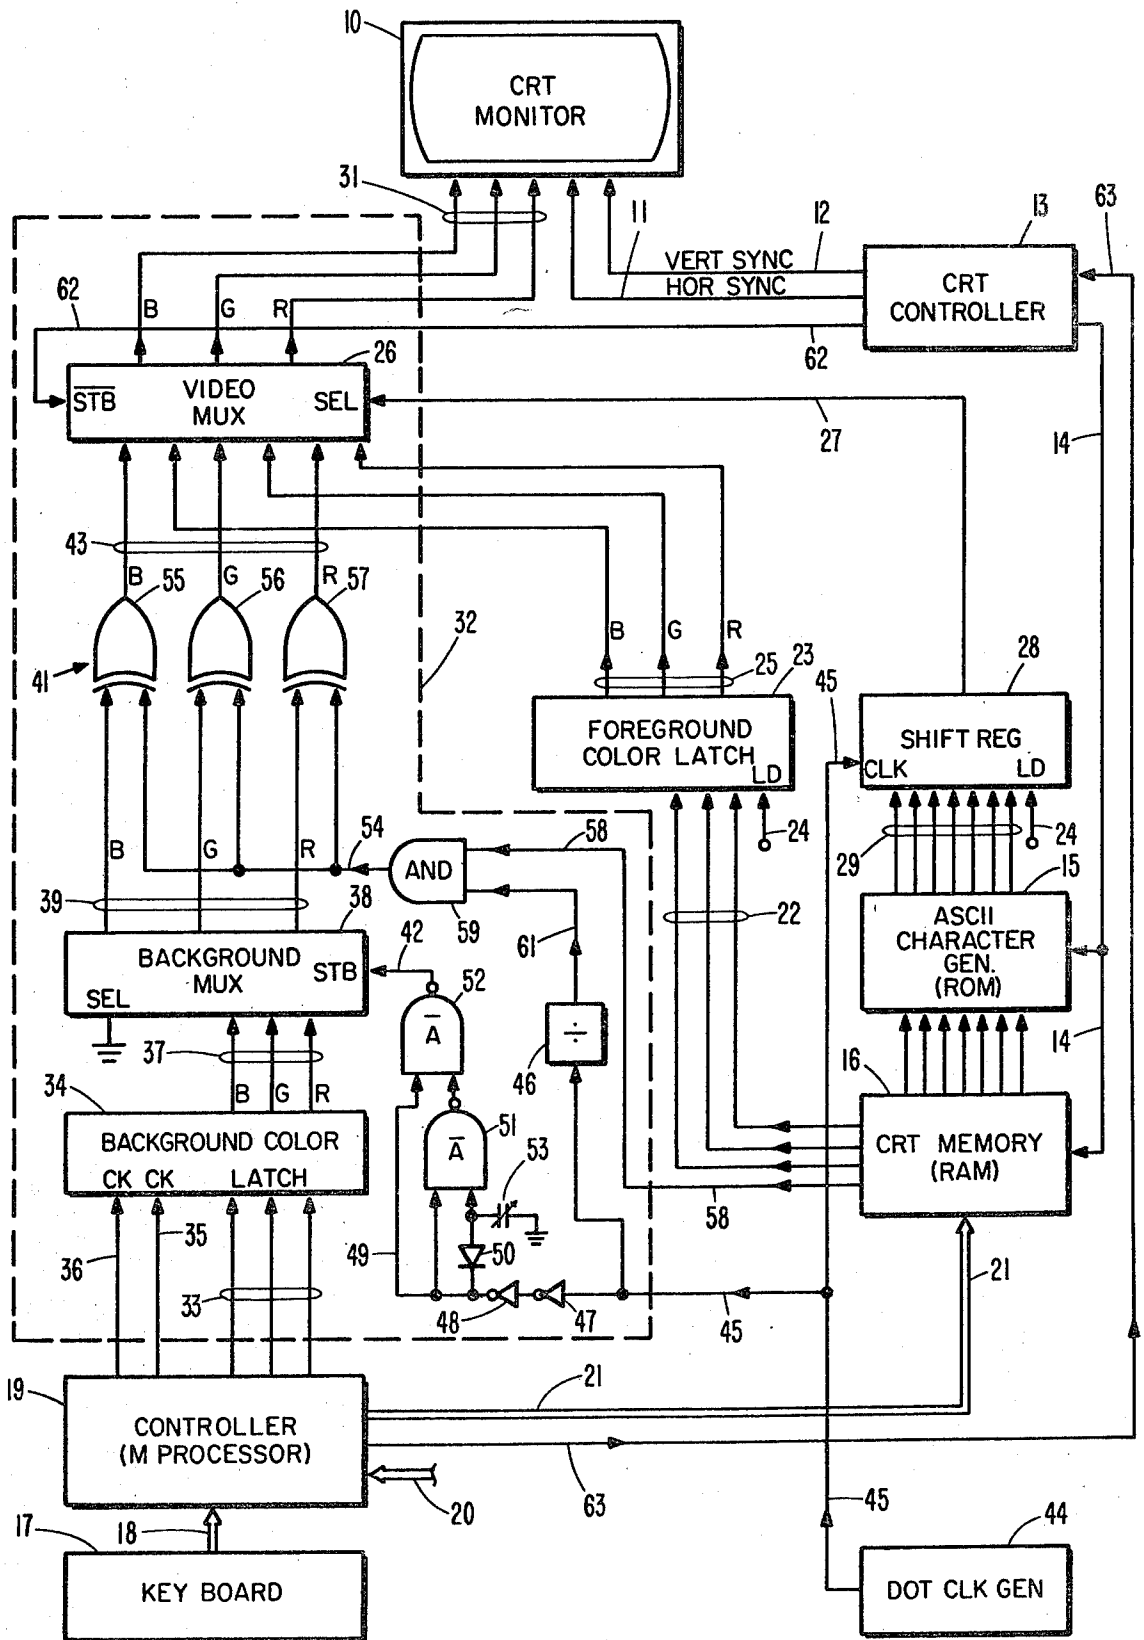 10
CRT
MONITOR
31
11
12
13
63
VERT SYNC
HOR SYNC
CRT
CONTROLLER
62
B
G
R
26
62
STB
VIDEO
MUX
SEL
27
14
43
B
55
G
56
R
57
41
32
B
G
R
25
23
45
28
FOREGROUND
COLOR LATCH
LD
SHIFT REG
CLK
LD
24
24
29
15
B
G
R
54
58
AND
59
39
38
42
61
22
ASCII
CHARACTER
GEN.
(ROM)
BACKGROUND
MUX
STB
SEL
52
A
÷
46
37
14
34
B
G
R
16
51
A
53
BACKGROUND COLOR
CK CK
LATCH
CRT MEMORY
(RAM)
58
35
36
49
50
33
48
47
45
21
19
21
CONTROLLER
(M PROCESSOR)
20
63
45
17
18
44
KEY BOARD
DOT CLK GEN